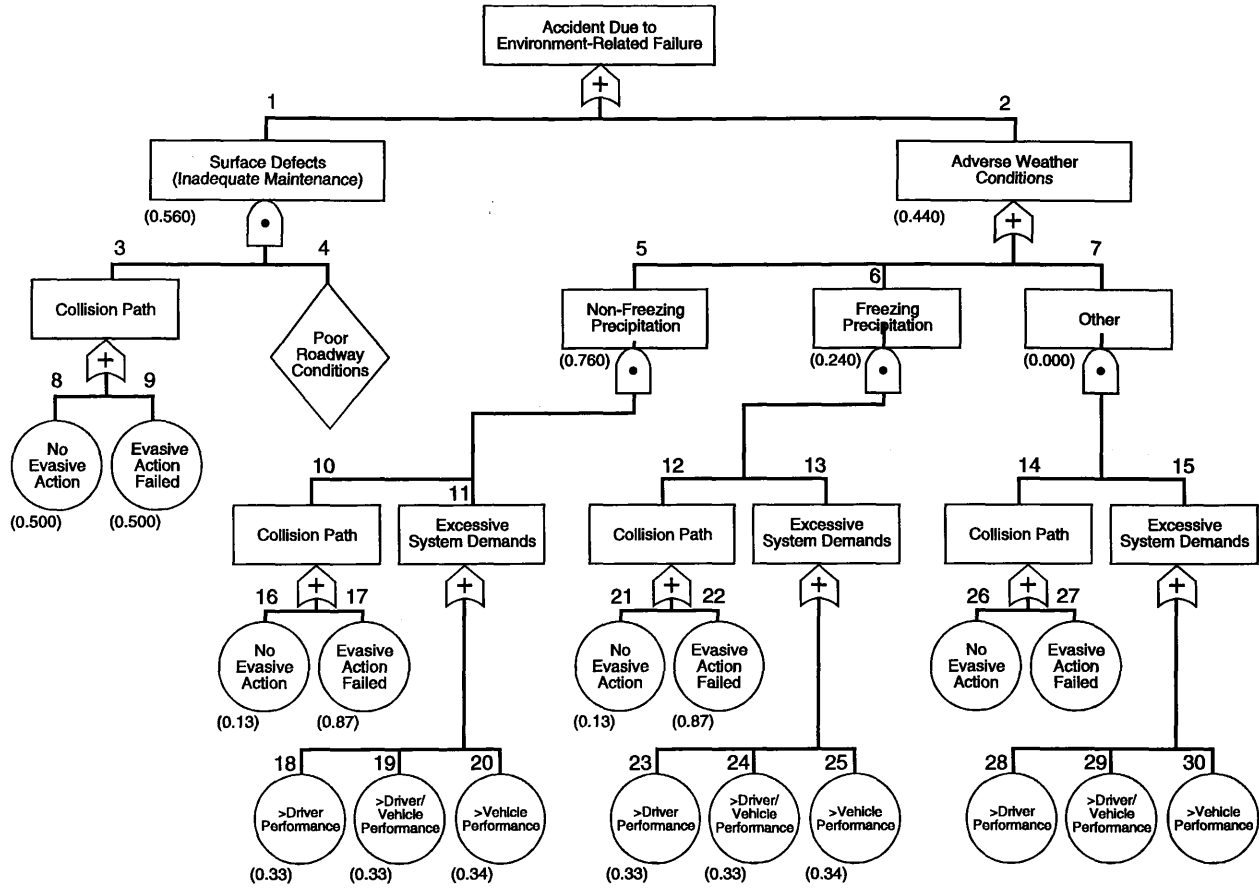 Accident Due to
Environment-Related Failure
+
1
2
Surface Defects
(Inadequate Maintenance)
(0.560)
Adverse Weather
Conditions
(0.440)
+
3
4
5
6
7
Collision Path
+
Poor
Roadway
Conditions
Non-Freezing
Precipitation
(0.760)
Freezing
Precipitation
(0.240)
Other
(0.000)
8
9
No
Evasive
Action
(0.500)
Evasive
Action
Failed
(0.500)
10
11
12
13
14
15
Collision Path
+
Excessive
System Demands
+
Collision Path
+
Excessive
System Demands
+
Collision Path
+
Excessive
System Demands
+
16
17
21
22
26
27
No
Evasive
Action
(0.13)
Evasive
Action
Failed
(0.87)
No
Evasive
Action
(0.13)
Evasive
Action
Failed
(0.87)
No
Evasive
Action
Evasive
Action
Failed
18
19
20
23
24
25
28
29
30
>Driver
Performance
(0.33)
>Driver/
Vehicle
Performance
(0.33)
>Vehicle
Performance
(0.34)
>Driver
Performance
(0.33)
>Driver/
Vehicle
Performance
(0.33)
>Vehicle
Performance
(0.34)
>Driver
Performance
>Driver/
Vehicle
Performance
>Vehicle
Performance